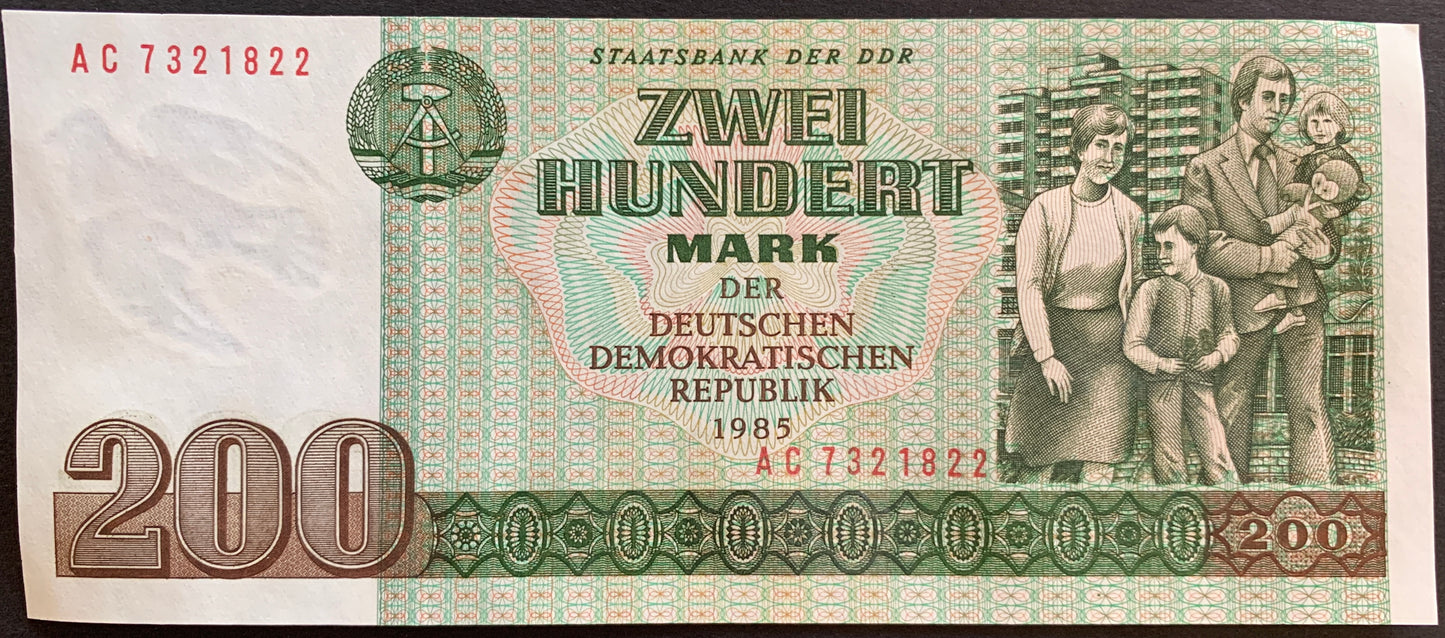 AC 7321822
STAATSBANK DER DDR
ZWEI
HUNDERT
MARK
DER
DEUTSCHEN
DEMOKRATISCHEN
REPUBLIK
1985
AC 7321822
200
200